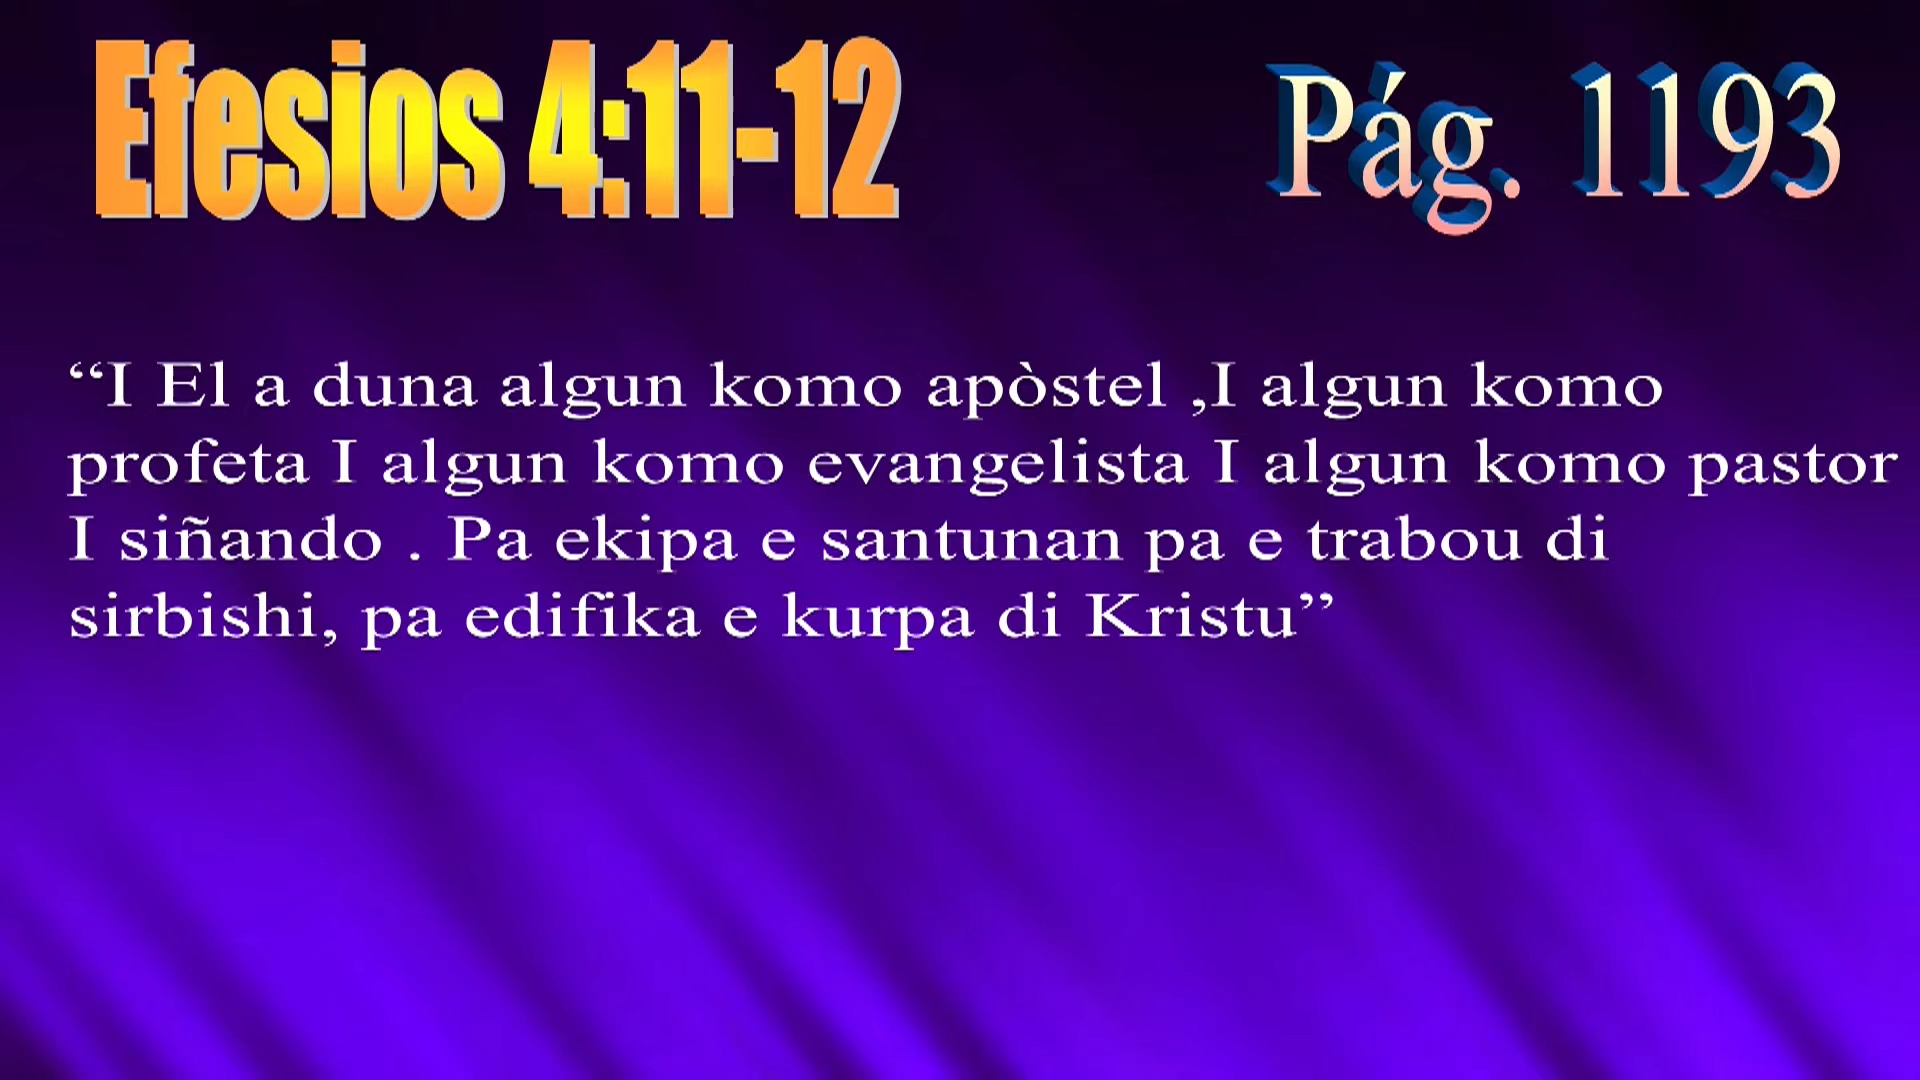 Efesios 4:11-12
Pág. 1193
“I El a duna algun komo apòstel ,I algun komo
profeta I algun komo evangelista I algun komo pastor
I siñando . Pa ekipa e santunan pa e trabou di
sirbishi, pa edifika e kurpa di Kristu”